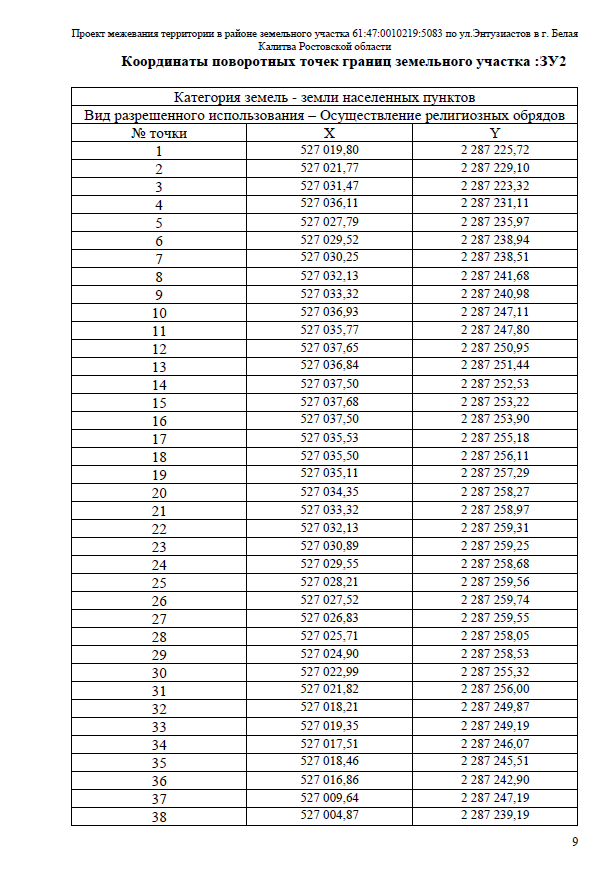 Проект межевания территории в районе земельного участка 61:47:0010219:5083 по ул.Энтузиастов в г. Белая
Калитва Ростовской области
Координаты поворотных точек границ земельного участка :ЗУ2
Категория земель - земли населенных пунктов
Вид разрешенного использования – Осуществление религиозных обрядов
№ точки X Y
1 527 019,80 2 287 225,72
2 527 021,77 2 287 229,10
3 527 031,47 2 287 223,32
4 527 036,11 2 287 231,11
5 527 027,79 2 287 235,97
6 527 029,52 2 287 238,94
7 527 030,25 2 287 238,51
8 527 032,13 2 287 241,68
9 527 033,32 2 287 240,98
10 527 036,93 2 287 247,11
11 527 035,77 2 287 247,80
12 527 037,65 2 287 250,95
13 527 036,84 2 287 251,44
14 527 037,50 2 287 252,53
15 527 037,68 2 287 253,22
16 527 037,50 2 287 253,90
17 527 035,53 2 287 255,18
18 527 035,50 2 287 256,11
19 527 035,11 2 287 257,29
20 527 034,35 2 287 258,27
21 527 033,32 2 287 258,97
22 527 032,13 2 287 259,31
23 527 030,89 2 287 259,25
24 527 029,55 2 287 258,68
25 527 028,21 2 287 259,56
26 527 027,52 2 287 259,74
27 527 026,83 2 287 259,55
28 527 025,71 2 287 258,05
29 527 024,90 2 287 258,53
30 527 022,99 2 287 255,32
31 527 021,82 2 287 256,00
32 527 018,21 2 287 249,87
33 527 019,35 2 287 249,19
34 527 017,51 2 287 246,07
35 527 018,46 2 287 245,51
36 527 016,86 2 287 242,90
37 527 009,64 2 287 247,19
38 527 004,87 2 287 239,19
9